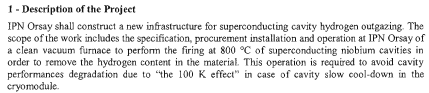 1 - Description of the Project
IPN Orsay shall construct a new infrastructure for superconducting cavity hydrogen outgazing. The
scope of the work includes the specification, procurement installation and operation at IPN Orsay of
a clean vacuum furnace to perform the firing at 800 °C of superconducting niobium cavities in
order to remove the hydrogen content in the material. This operation is required to avoid cavity
performances degradation due to “the 100 K effect” in case of cavity slow cool-down in the
cryomodule.